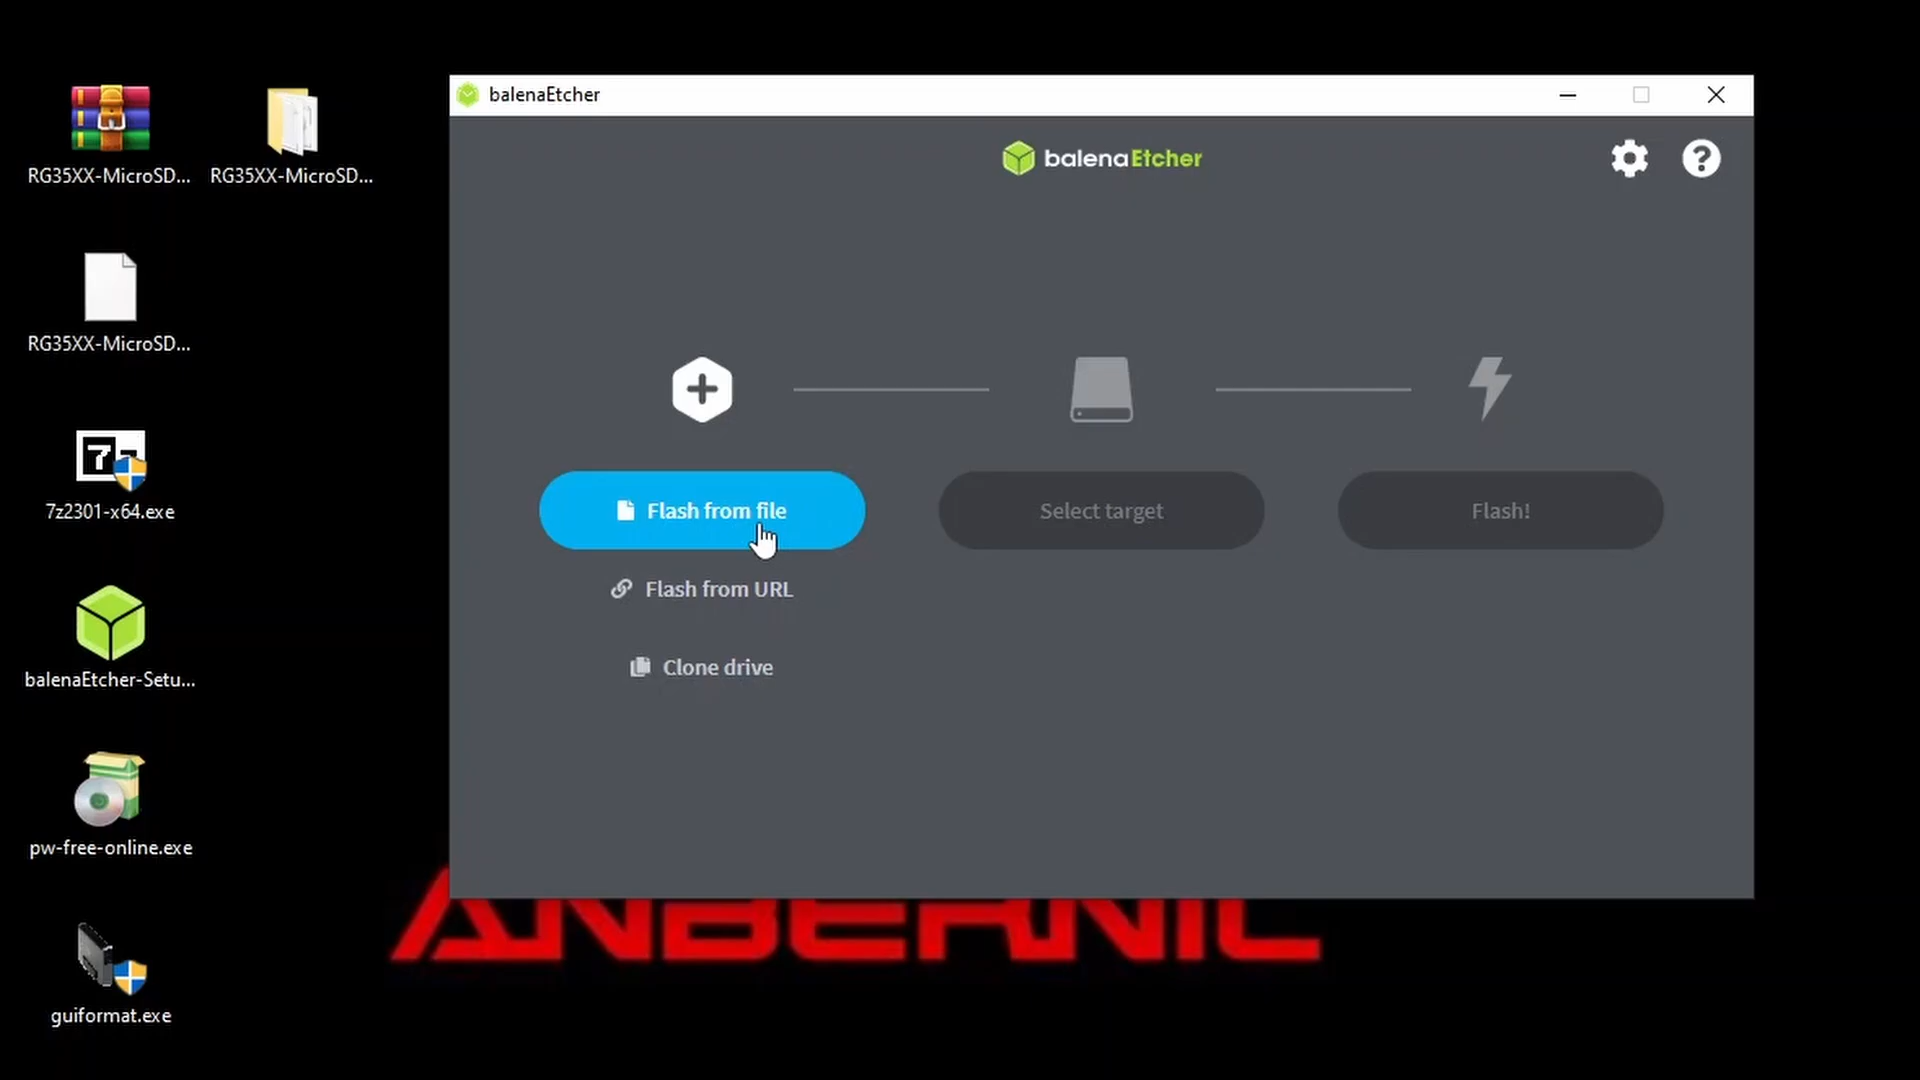 RG35XX-MicroSD...
RG35XX-MicroSD...
RG35XX-MicroSD...
7z2301-x64.exe
balenaEtcher-Setu...
pw-free-online.exe
guiformat.exe
balenaEtcher
balenaEtcher
Flash from file
Select target
Flash!
Flash from URL
Clone drive
ANBERNIC